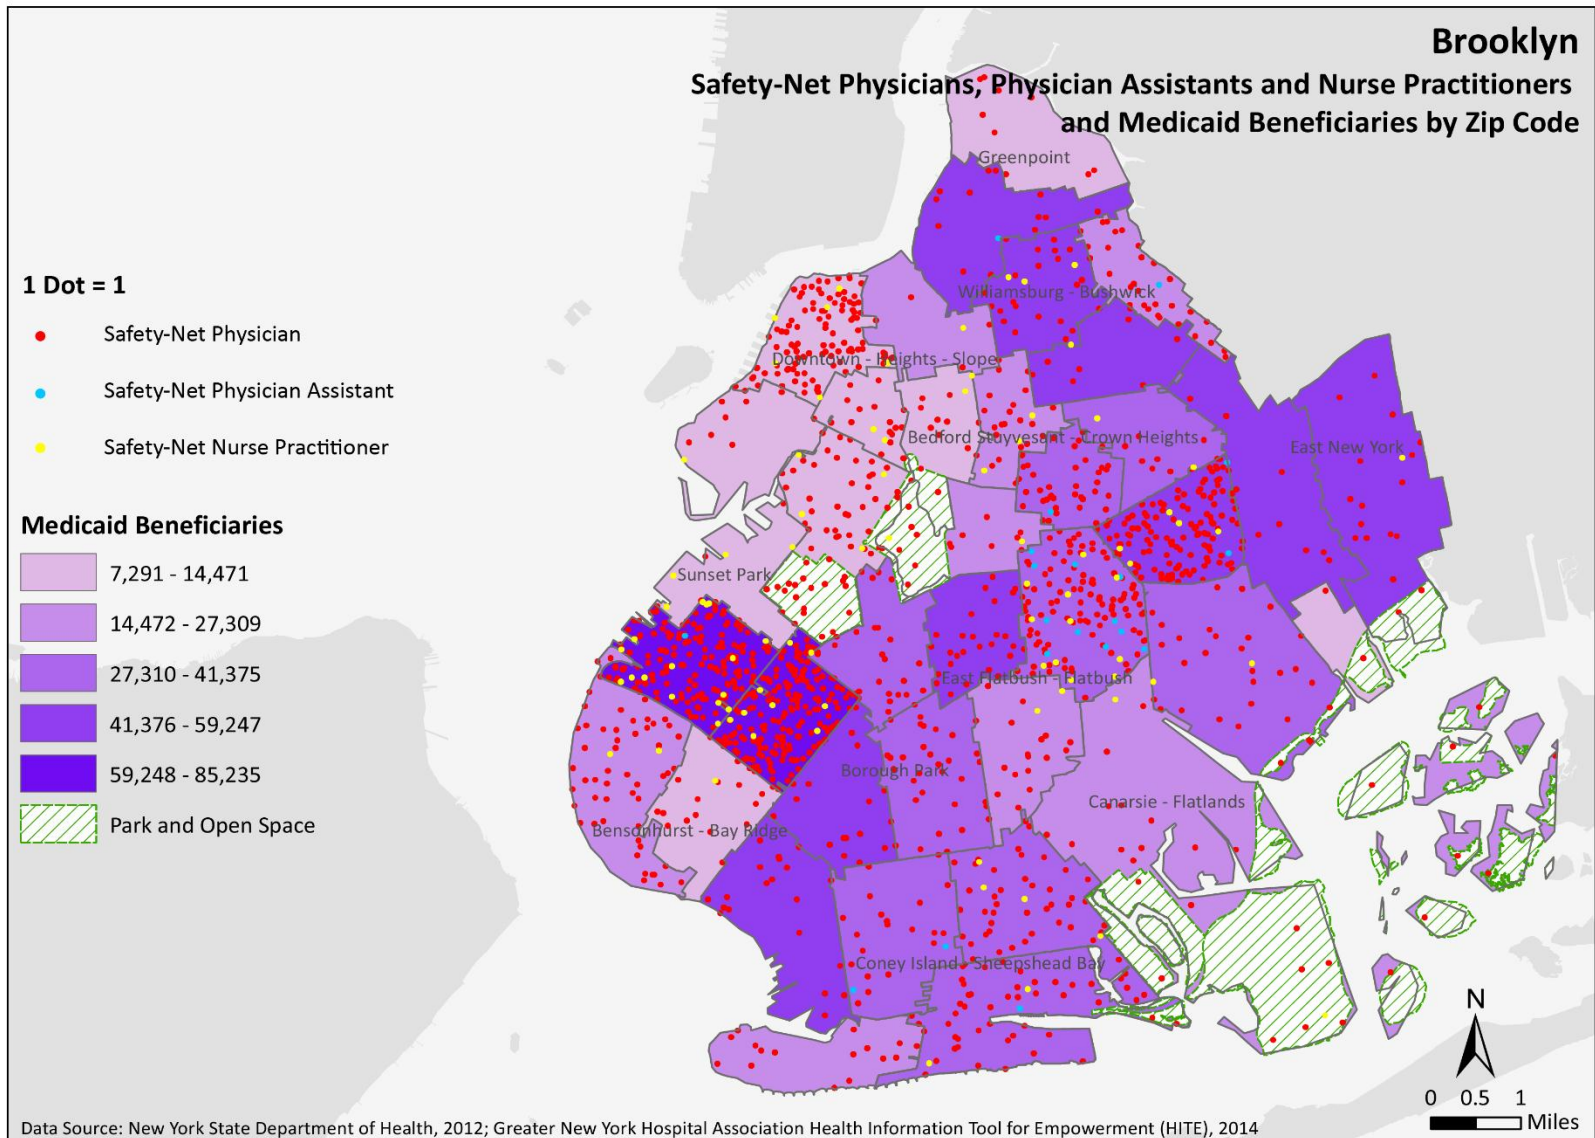 Brooklyn
Safety-Net Physicians, Physician Assistants and Nurse Practitioners
and Medicaid Beneficiaries by Zip Code
Greenpoint
1 Dot = 1
Safety-Net Physician
Safety-Net Physician Assistant
Safety-Net Nurse Practitioner
Williamsburg - Bushwick
Downtown - Heights - Slope
Bedford Stuyvesant - Crown Heights
East New York
Medicaid Beneficiaries
7,291 - 14,471
14,472 - 27,309
27,310 - 41,375
41,376 - 59,247
59,248 - 85,235
Park and Open Space
Sunset Park
East Flatbush - Flatbush
Borough Park
Canarsie - Flatlands
Bensonhurst - Bay Ridge
Coney Island - Sheepshead Bay
N
0 0.5 1
Miles
Data Source: New York State Department of Health, 2012; Greater New York Hospital Association Health Information Tool for Empowerment (HITE), 2014